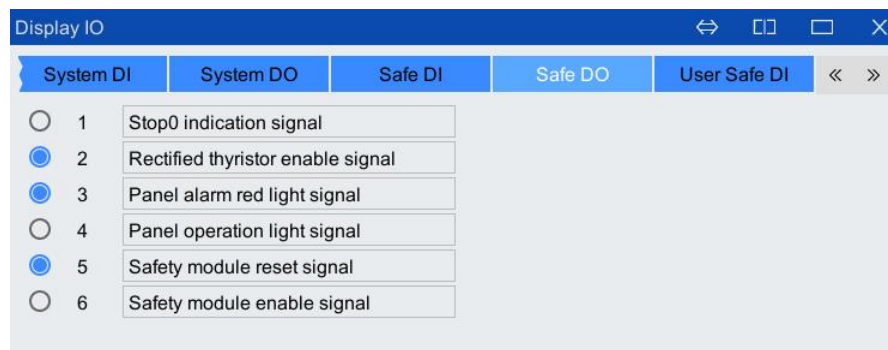 Display IO
System DI System DO Safe DI Safe DO User Safe DI
1 Stop0 indication signal
2 Rectified thyristor enable signal
3 Panel alarm red light signal
4 Panel operation light signal
5 Safety module reset signal
6 Safety module enable signal